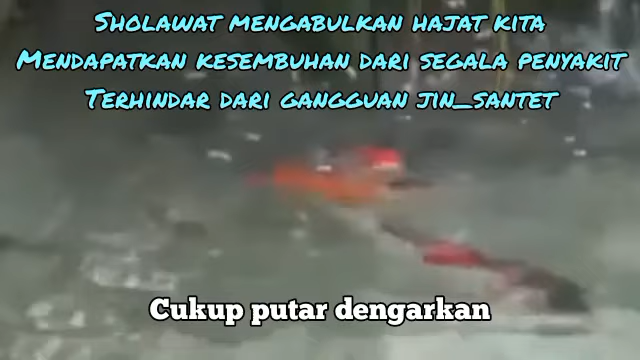 Sholawat mengabulkan hajat kita
Mendapatkan kesembuhan dari segala penyakit
Terhindar dari gangguan jin_santet
Cukup putar dengarkan